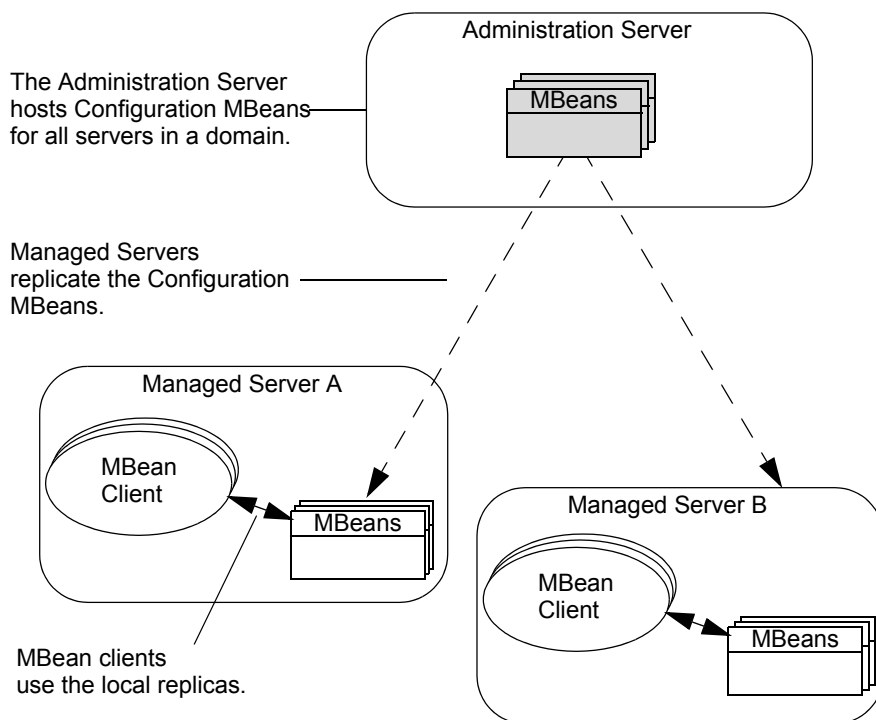 Administration Server
The Administration Server
hosts Configuration MBeans
for all servers in a domain.
MBeans
Managed Servers
replicate the Configuration
MBeans.
Managed Server A
MBean
Client
MBeans
Managed Server B
MBean
Client
MBeans
MBean clients
use the local replicas.